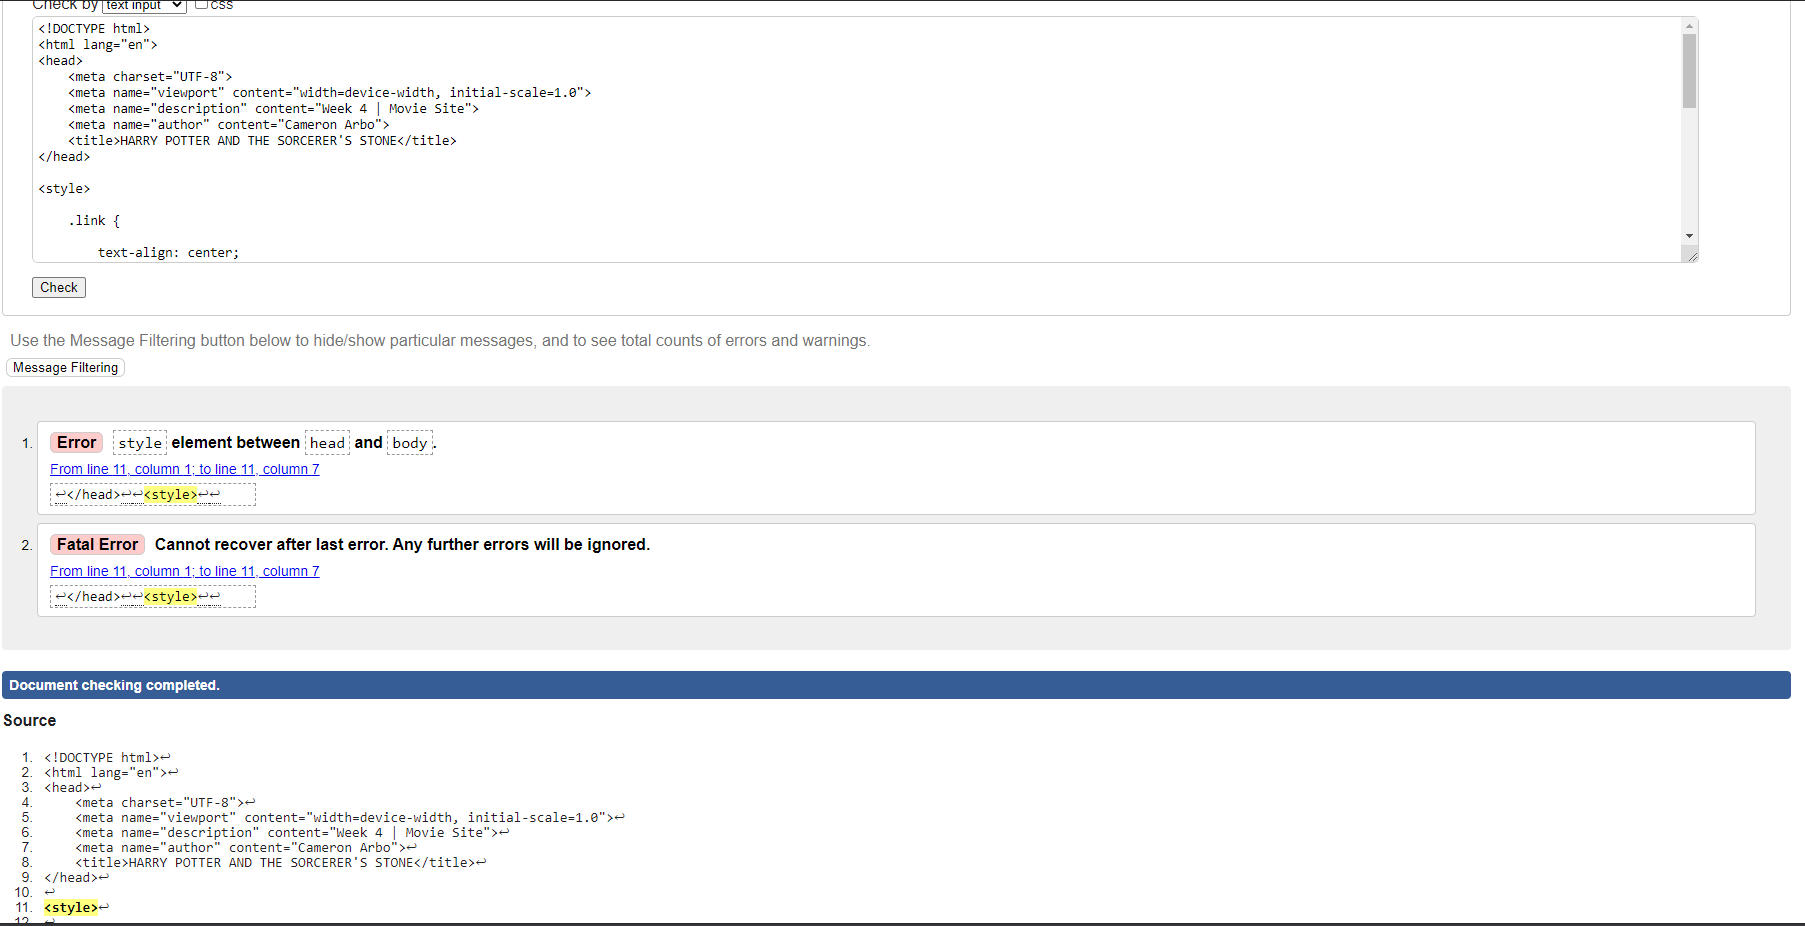 Check by text input css
<!DOCTYPE html>
<html lang="en">
<head>
    <meta charset="UTF-8">
    <meta name="viewport" content="width=device-width, initial-scale=1.0">
    <meta name="description" content="Week 4 | Movie Site">
    <meta name="author" content="Cameron Arbo">
    <title>HARRY POTTER AND THE SORCERER'S STONE</title>
</head>
<style>
    .link {
        text-align: center;
Check
Use the Message Filtering button below to hide/show particular messages, and to see total counts of errors and warnings.
Message Filtering
1. Error style element between head and body.
From line 11, column 1; to line 11, column 7
↩</head>↩↩<style>↩↩
2. Fatal Error Cannot recover after last error. Any further errors will be ignored.
From line 11, column 1; to line 11, column 7
↩</head>↩↩<style>↩↩
Document checking completed.
Source
1. <!DOCTYPE html>↩
2. <html lang="en">↩
3. <head>↩
4.     <meta charset="UTF-8">↩
5.     <meta name="viewport" content="width=device-width, initial-scale=1.0">↩
6.     <meta name="description" content="Week 4 | Movie Site">↩
7.     <meta name="author" content="Cameron Arbo">↩
8.     <title>HARRY POTTER AND THE SORCERER'S STONE</title>↩
9. </head>↩
10. ↩
11. <style>↩
12. ↩